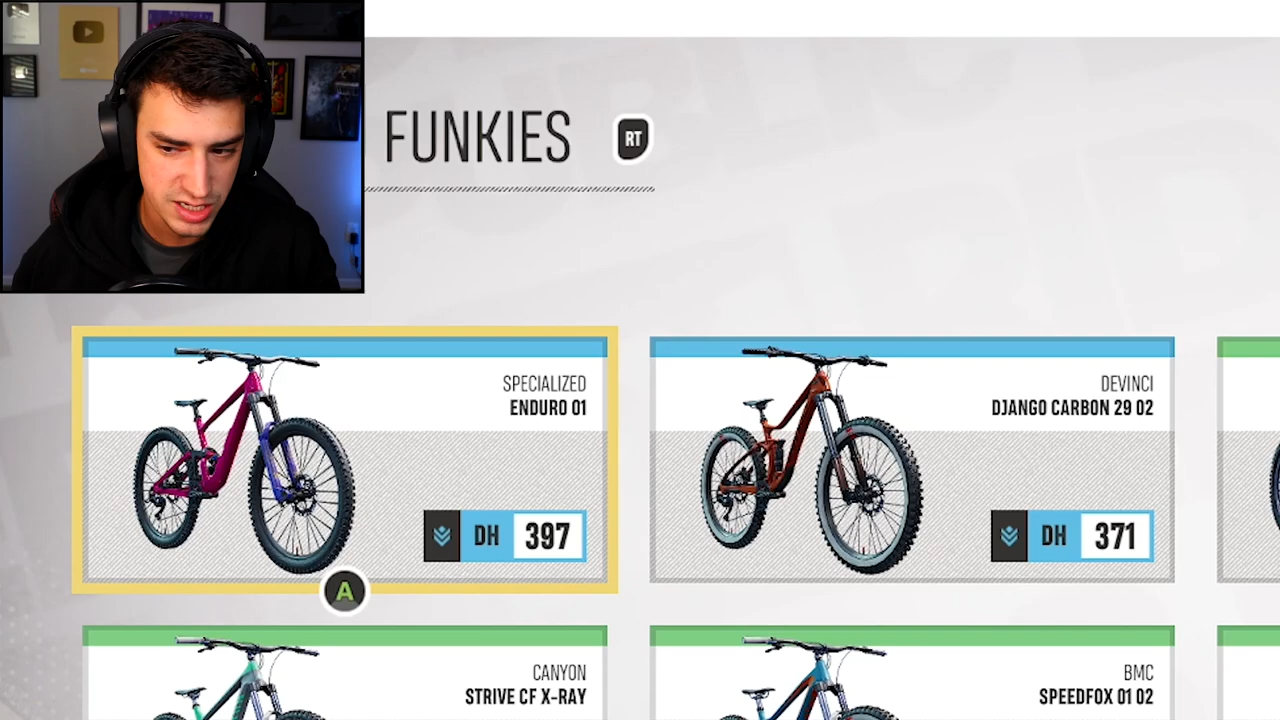 FUNKIES
RT
SPECIALIZED
ENDURO 01
DH 397
A
DEVINCI
DJANGO CARBON 29 02
DH 371
CANYON
STRIVE CF X-RAY
BMC
SPEEDFOX 01 02